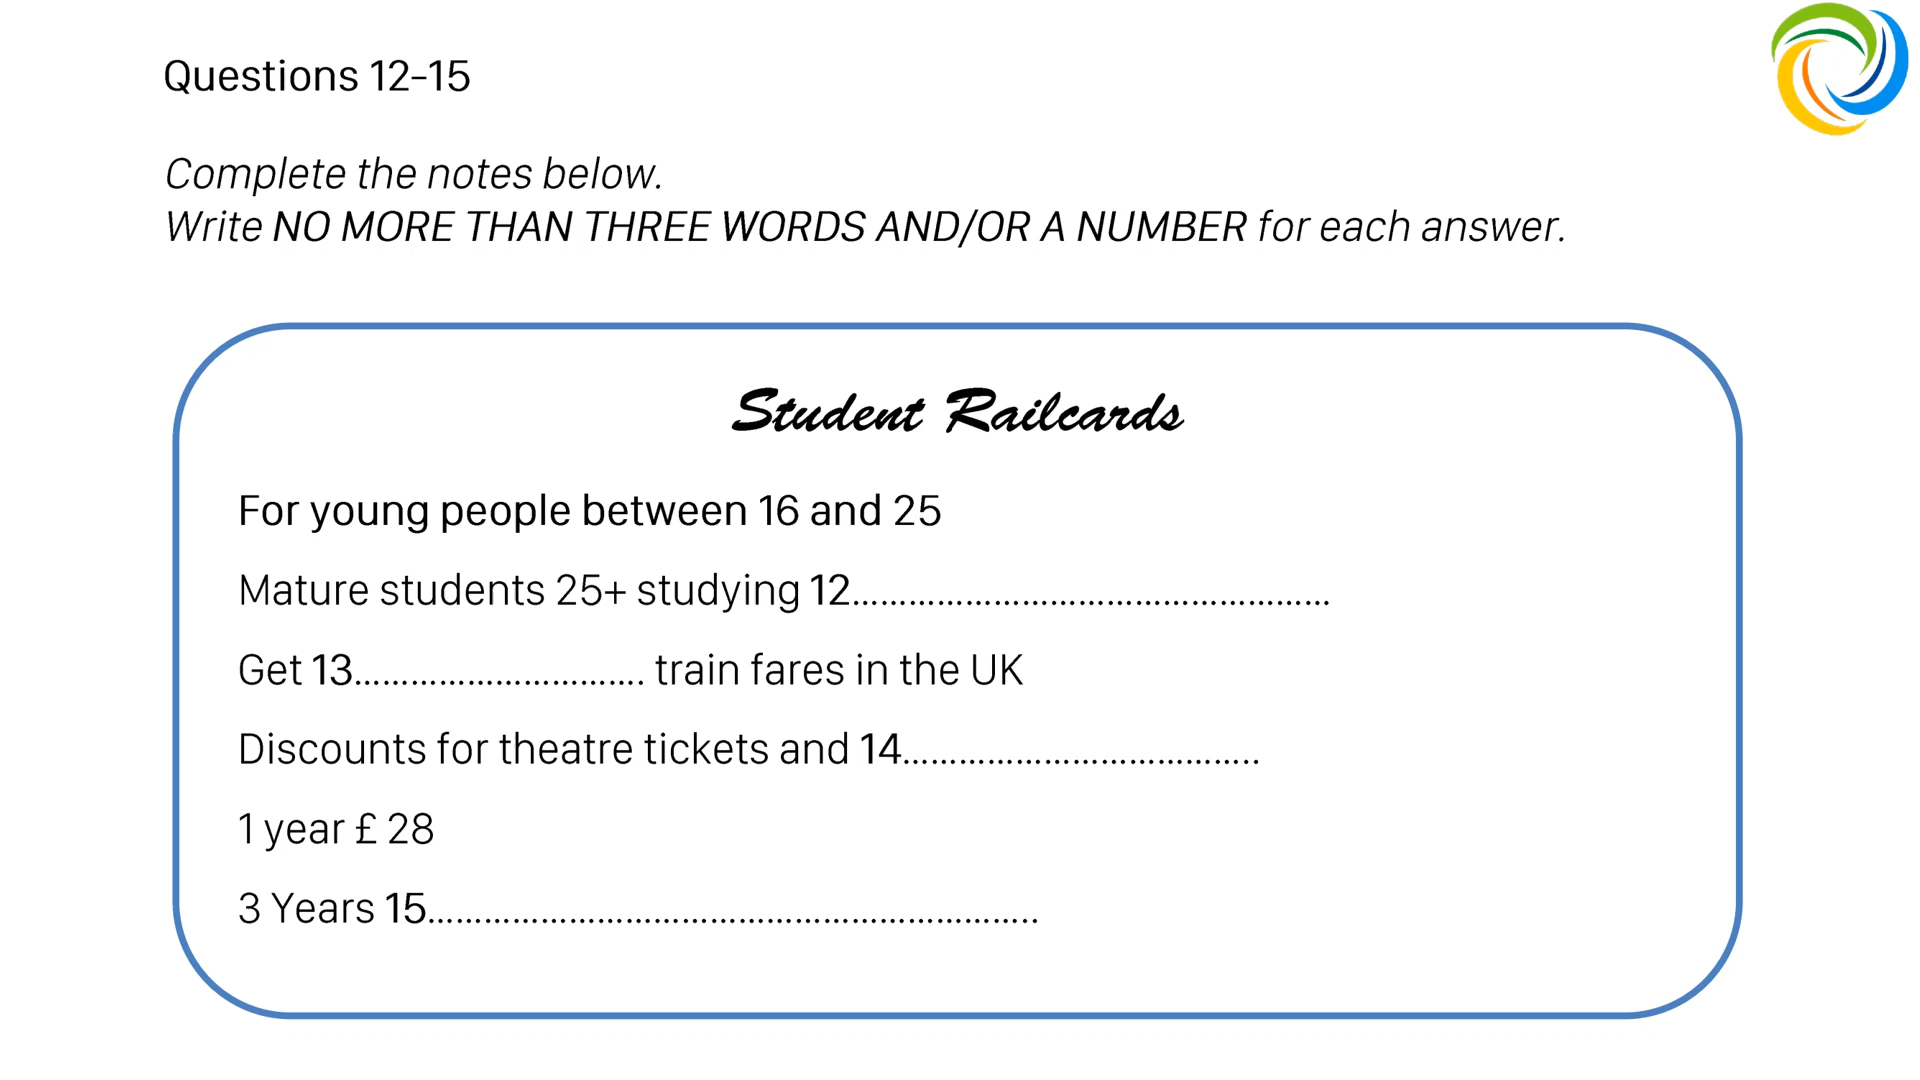 Questions 12-15
Complete the notes below.
Write NO MORE THAN THREE WORDS AND/OR A NUMBER for each answer.
Student Railcards
For young people between 16 and 25
Mature students 25+ studying 12....................................................
Get 13............................... train fares in the UK
Discounts for theatre tickets and 14.......................................
1 year £ 28
3 Years 15..................................................................